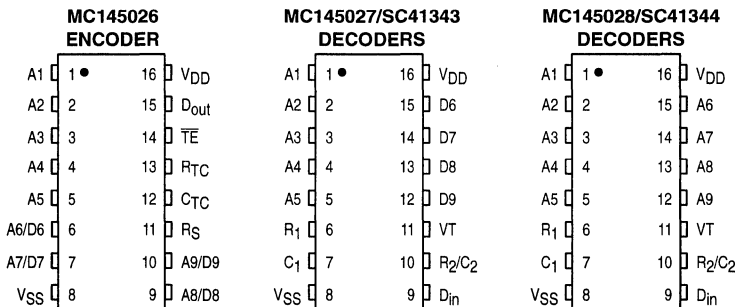 MC145026
ENCODER
A1 1 16 VDD
A2 2 15 Dout
A3 3 14 TE
A4 4 13 RTC
A5 5 12 CTC
A6/D6 6 11 RS
A7/D7 7 10 A9/D9
VSS 8 9 A8/D8
MC145027/SC41343
DECODERS
A1 1 16 VDD
A2 2 15 D6
A3 3 14 D7
A4 4 13 D8
A5 5 12 D9
R1 6 11 VT
C1 7 10 R2/C2
VSS 8 9 Din
MC145028/SC41344
DECODERS
A1 1 16 VDD
A2 2 15 A6
A3 3 14 A7
A4 4 13 A8
A5 5 12 A9
R1 6 11 VT
C1 7 10 R2/C2
VSS 8 9 Din